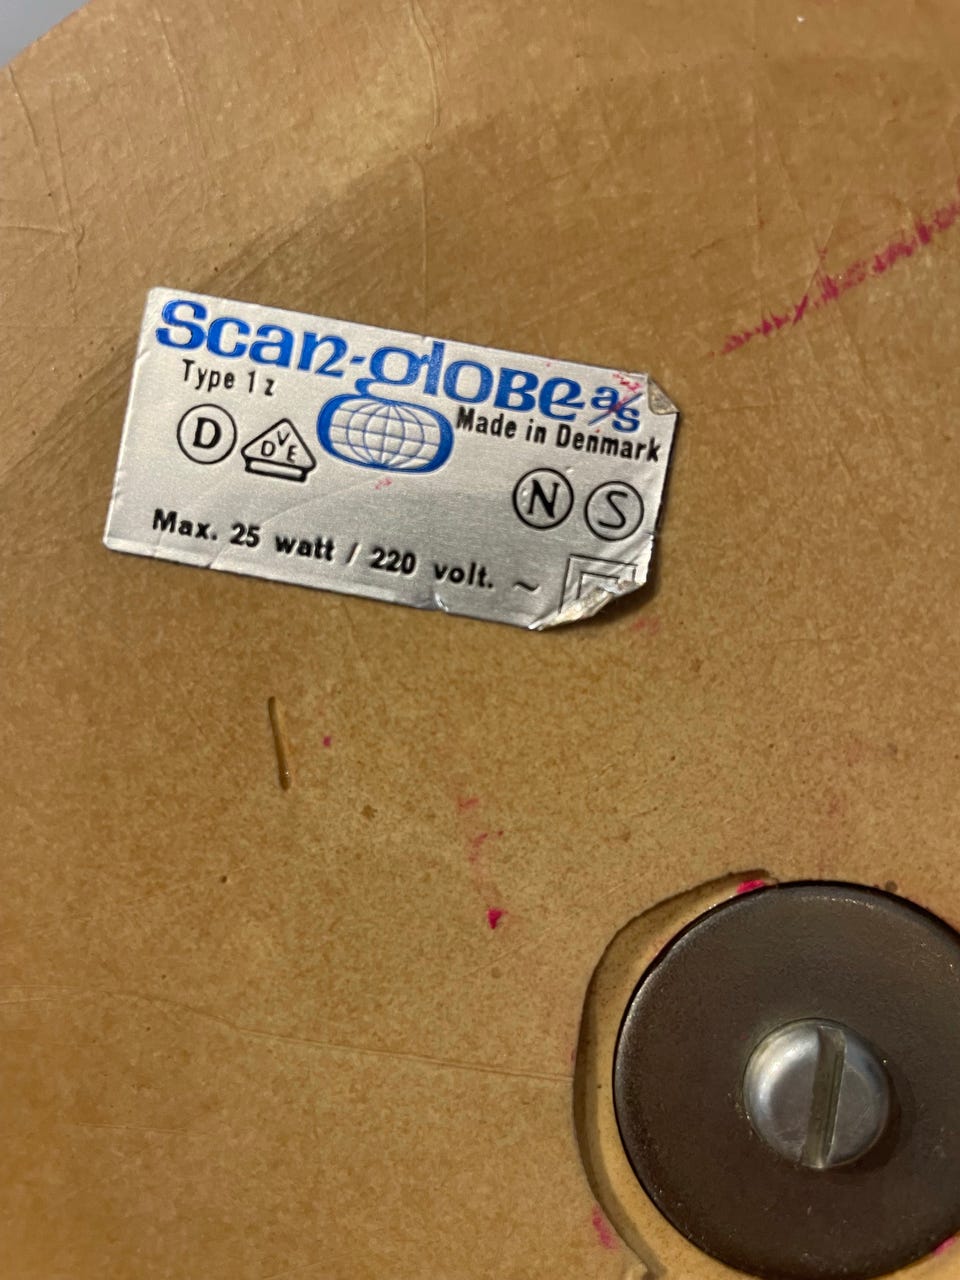 Scan-globe a/s
Type 1 z
Made in Denmark
D
DVE
N
S
Max. 25 watt / 220 volt. ~